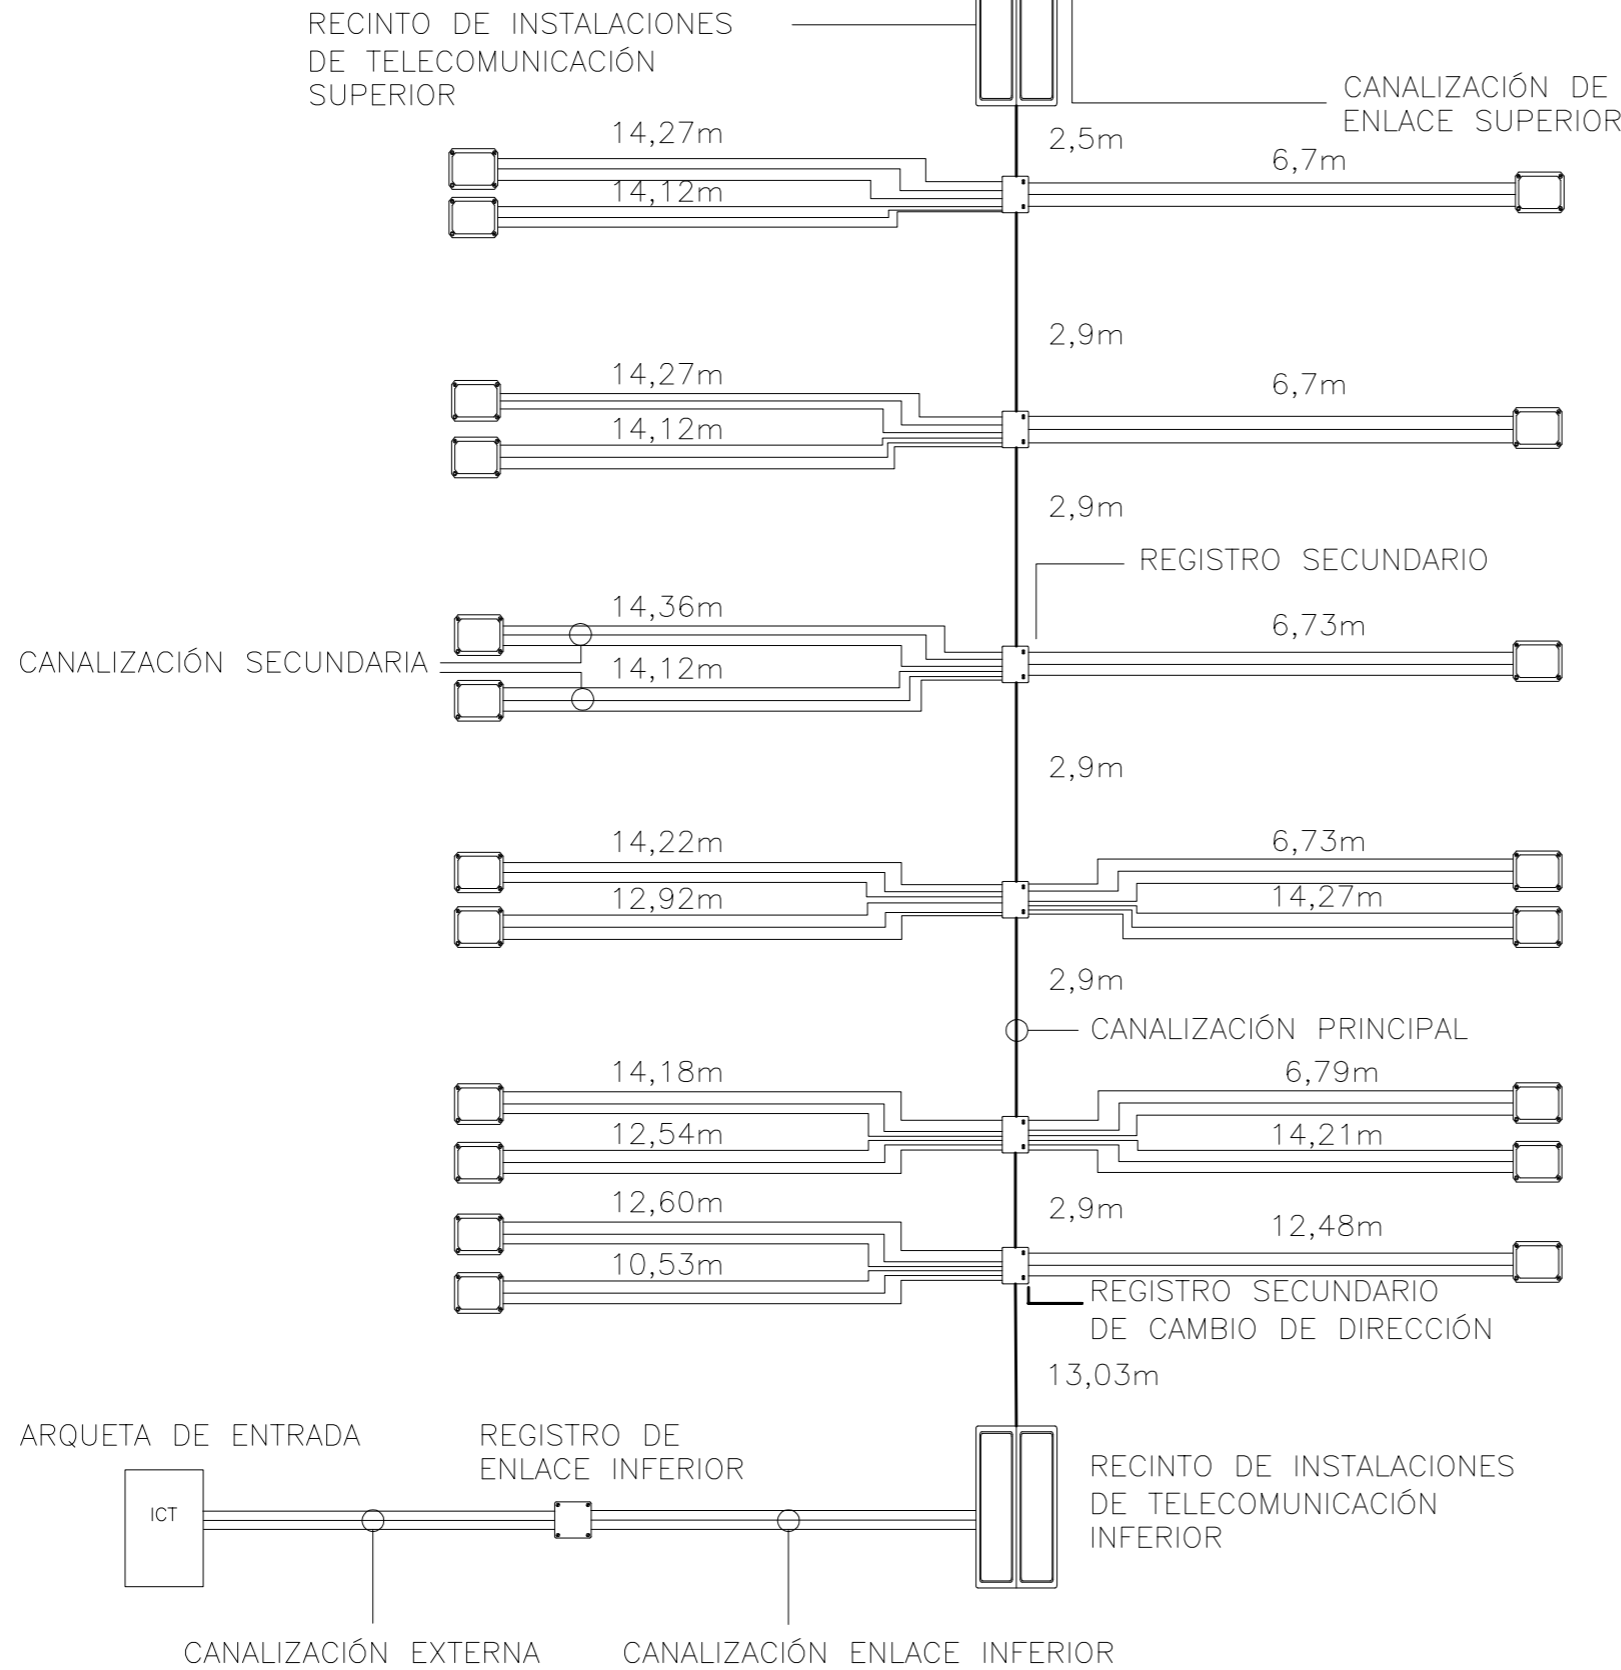 RECINTO DE INSTALACIONES
DE TELECOMUNICACIÓN
SUPERIOR
CANALIZACIÓN DE
ENLACE SUPERIOR
14,27m
2,5m
6,7m
14,12m
2,9m
14,27m
6,7m
14,12m
2,9m
REGISTRO SECUNDARIO
14,36m
6,73m
CANALIZACIÓN SECUNDARIA
14,12m
2,9m
14,22m
6,73m
12,92m
14,27m
2,9m
CANALIZACIÓN PRINCIPAL
14,18m
6,79m
12,54m
14,21m
12,60m
2,9m
12,48m
10,53m
REGISTRO SECUNDARIO
DE CAMBIO DE DIRECCIÓN
13,03m
ARQUETA DE ENTRADA
REGISTRO DE
ENLACE INFERIOR
RECINTO DE INSTALACIONES
DE TELECOMUNICACIÓN
INFERIOR
ICT
CANALIZACIÓN EXTERNA
CANALIZACIÓN ENLACE INFERIOR